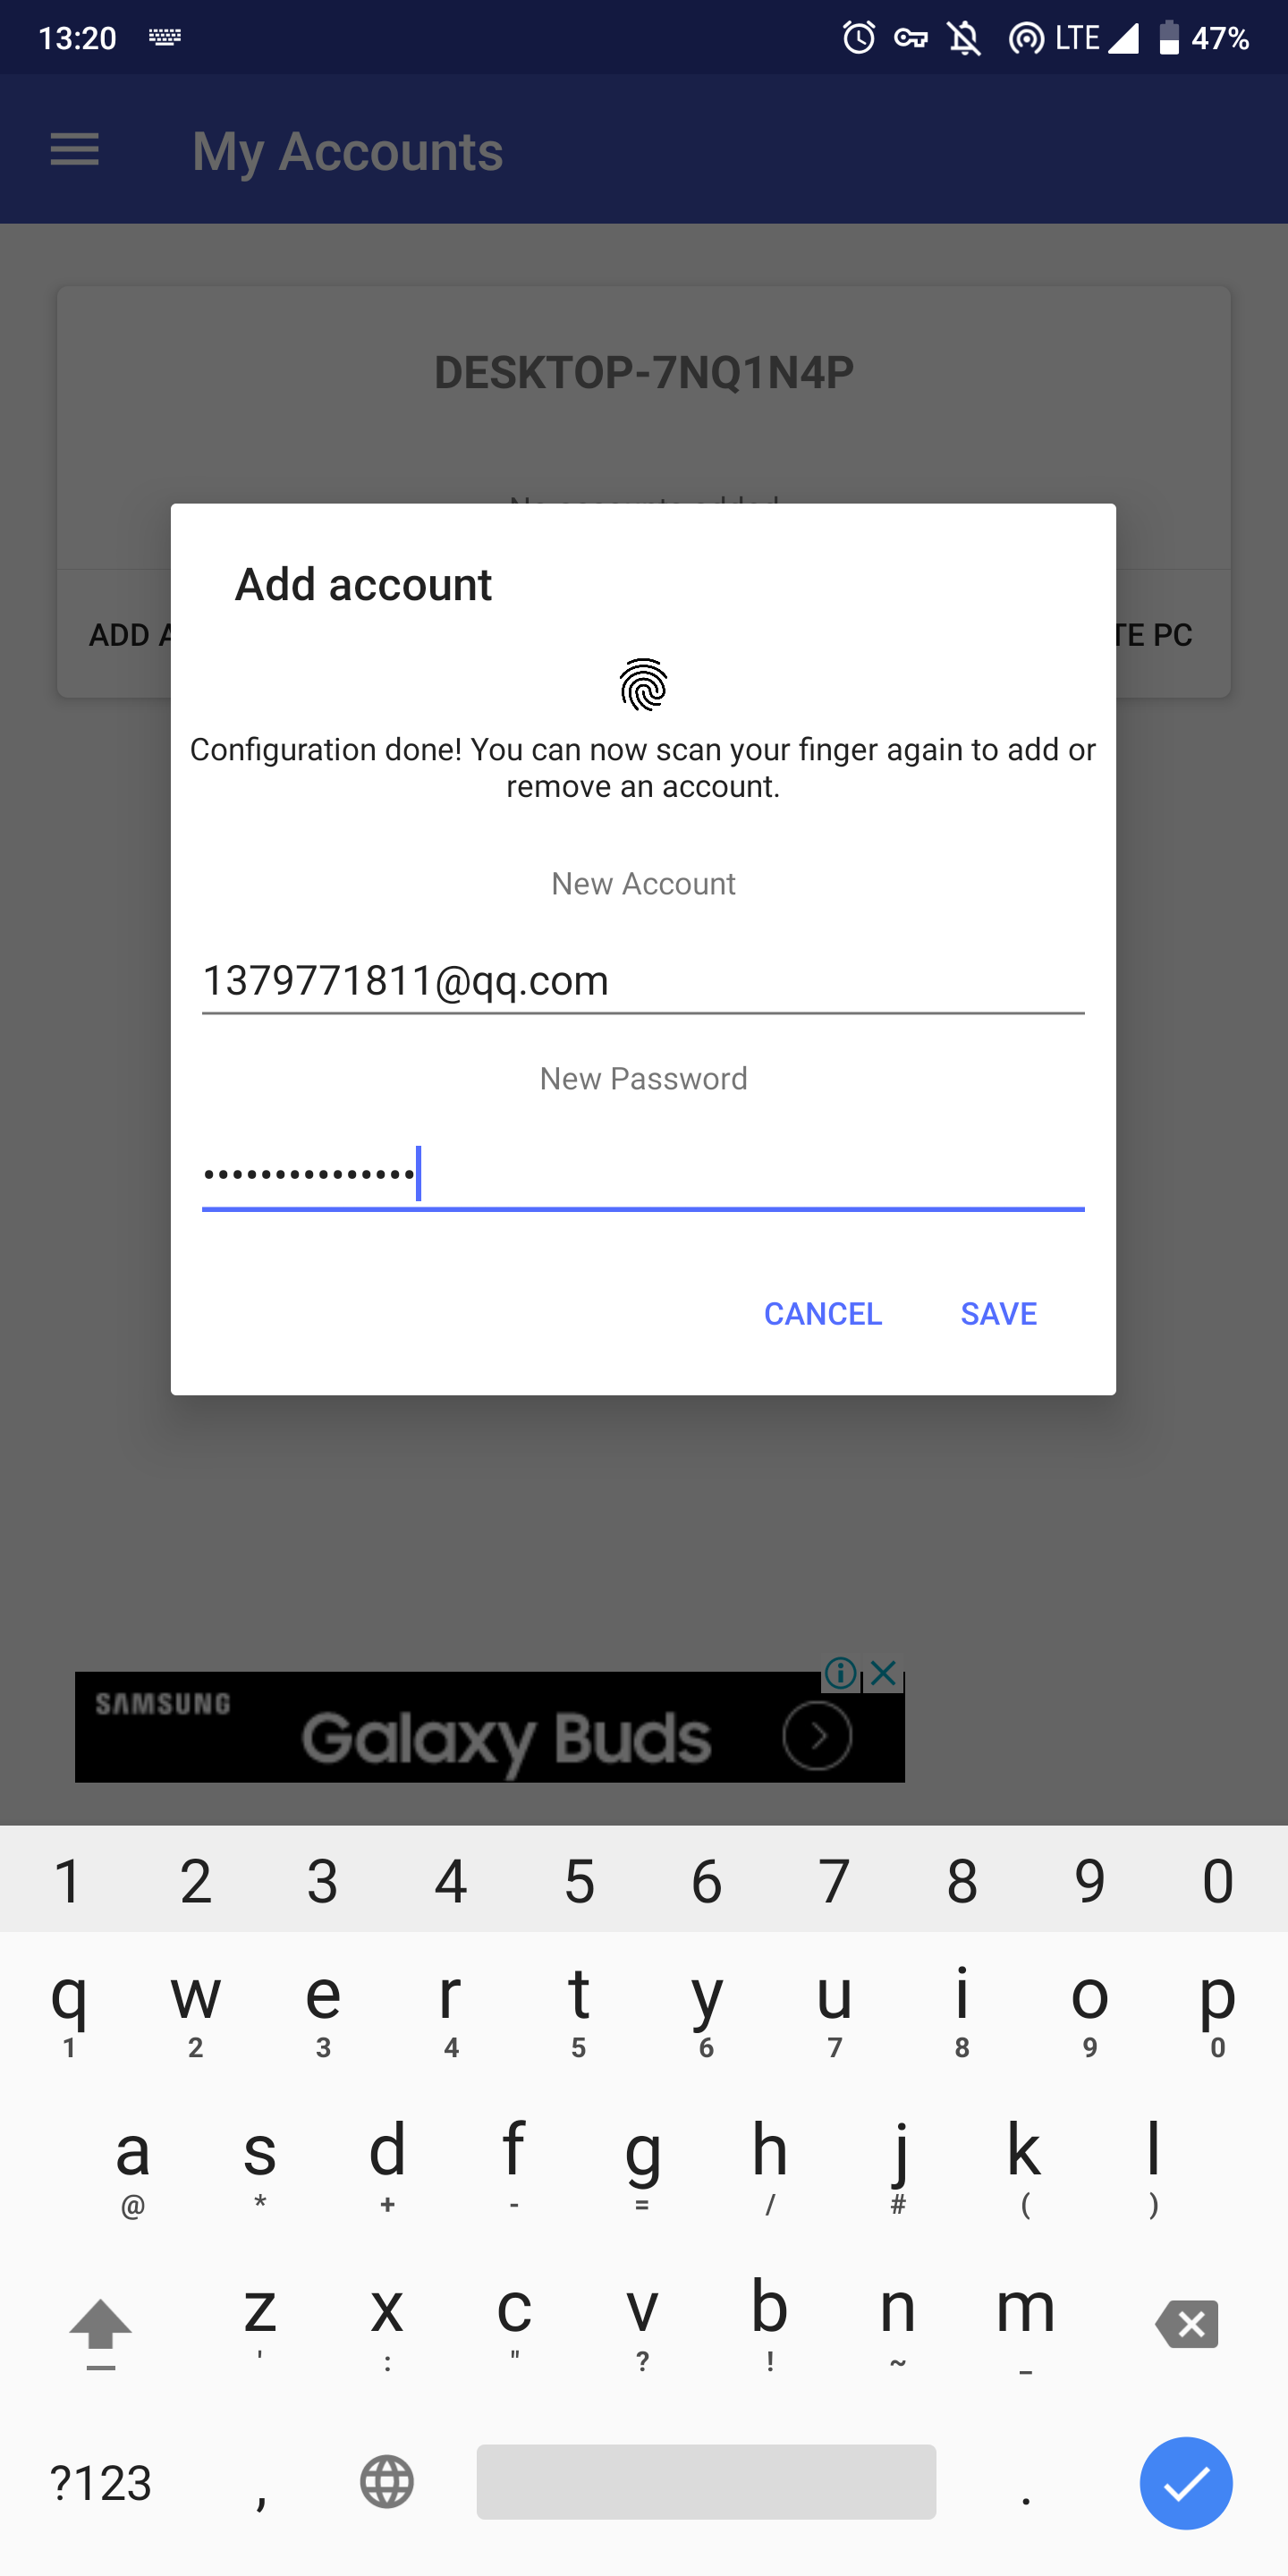 13:20 LTE 47%
My Accounts
DESKTOP-7NQ1N4P
No accounts added
Add account
ADD A
TE PC
Configuration done! You can now scan your finger again to add or
remove an account.
New Account
1379771811@qq.com
New Password
•••••••••••••••
CANCEL SAVE
SAMSUNG
Galaxy Buds
1 2 3 4 5 6 7 8 9 0
q w e r t y u i o p
1 2 3 4 5 6 7 8 9 0
a s d f g h j k l
@ * + - = / # ( )
z x c v b n m
' : " ? ! ~ _
?123 , .